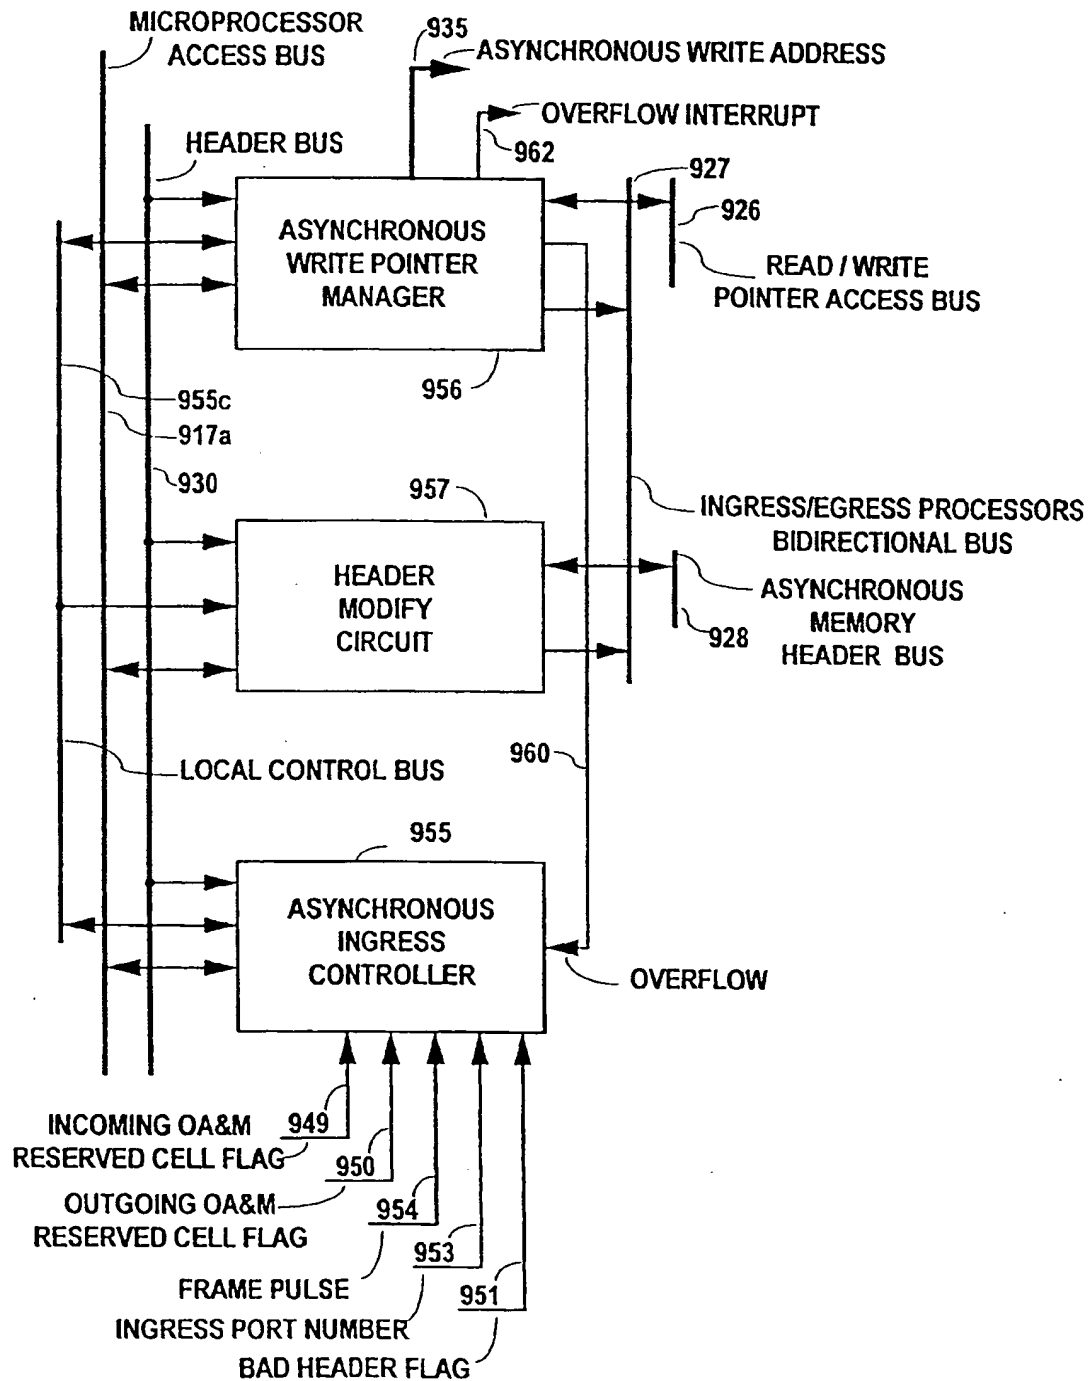 MICROPROCESSOR
ACCESS BUS
935
ASYNCHRONOUS WRITE ADDRESS
OVERFLOW INTERRUPT
962
HEADER BUS
927
926
READ / WRITE
POINTER ACCESS BUS
ASYNCHRONOUS
WRITE POINTER
MANAGER
956
955c
917a
930
957
INGRESS/EGRESS PROCESSORS
BIDIRECTIONAL BUS
HEADER
MODIFY
CIRCUIT
ASYNCHRONOUS
MEMORY
HEADER BUS
928
960
LOCAL CONTROL BUS
955
ASYNCHRONOUS
INGRESS
CONTROLLER
OVERFLOW
949
INCOMING OA&M
RESERVED CELL FLAG
950
OUTGOING OA&M
RESERVED CELL FLAG
954
FRAME PULSE
953
INGRESS PORT NUMBER
951
BAD HEADER FLAG